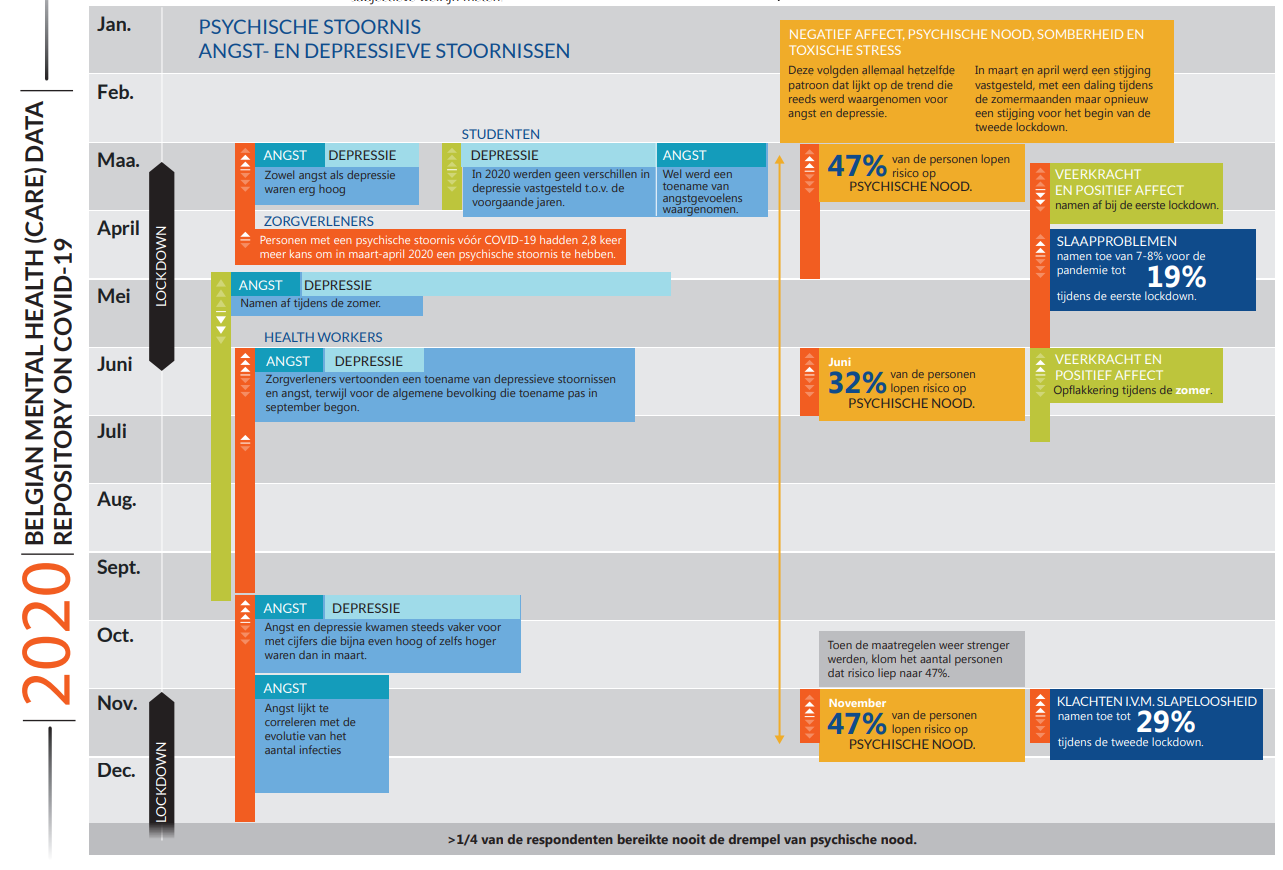 2020
BELGIAN MENTAL HEALTH (CARE) DATA
REPOSITORY ON COVID-19
Jan.
PSYCHISCHE STOORNIS
ANGST- EN DEPRESSIEVE STOORNISSEN
NEGATIEF AFFECT, PSYCHISCHE NOOD, SOMBERHEID EN
TOXISCHE STRESS
Deze volgden allemaal hetzelfde
patroon dat lijkt op de trend die
reeds werd waargenomen voor
angst en depressie.
In maart en april werd een stijging
vastgesteld, met een daling tijdens
de zomermaanden maar opnieuw
een stijging voor het begin van de
tweede lockdown.
Feb.
Maa.
LOCKDOWN
ANGST DEPRESSIE
Zowel angst als depressie
waren erg hoog
STUDENTEN
DEPRESSIE
In 2020 werden geen verschillen in
depressie vastgesteld t.o.v. de
voorgaande jaren.
ANGST
Wel werd een
toename van
angstgevoelens
waargenomen.
47% van de personen lopen
risico op
PSYCHISCHE NOOD.
VEERKRACHT
EN POSITIEF AFFECT
namen af bij de eerste lockdown.
April
ZORGVERLENERS
Personen met een psychische stoornis vóór COVID-19 hadden 2,8 keer
meer kans om in maart-april 2020 een psychische stoornis te hebben.
SLAAPPROBLEMEN
namen toe van 7-8% voor de
pandemie tot 19%
tijdens de eerste lockdown.
Mei
ANGST DEPRESSIE
Namen af tijdens de zomer.
Juni
HEALTH WORKERS
ANGST DEPRESSIE
Zorgverleners vertoonden een toename van depressieve stoornissen
en angst, terwijl voor de algemene bevolking die toename pas in
september begon.
Juni
32% van de personen
lopen risico op
PSYCHISCHE NOOD.
VEERKRACHT EN
POSITIEF AFFECT
Opflakkering tijdens de zomer.
Juli
Aug.
Sept.
ANGST DEPRESSIE
Angst en depressie kwamen steeds vaker voor
met cijfers die bijna even hoog of zelfs hoger
waren dan in maart.
Oct.
Toen de maatregelen weer strenger
werden, klom het aantal personen
dat risico liep naar 47%.
Nov.
LOCKDOWN
ANGST
Angst lijkt te
correleren met de
evolutie van het
aantal infecties
November
47% van de personen
lopen risico op
PSYCHISCHE NOOD.
KLACHTEN I.V.M. SLAPELOOSHEID
namen toe tot 29%
tijdens de tweede lockdown.
Dec.
>1/4 van de respondenten bereikte nooit de drempel van psychische nood.